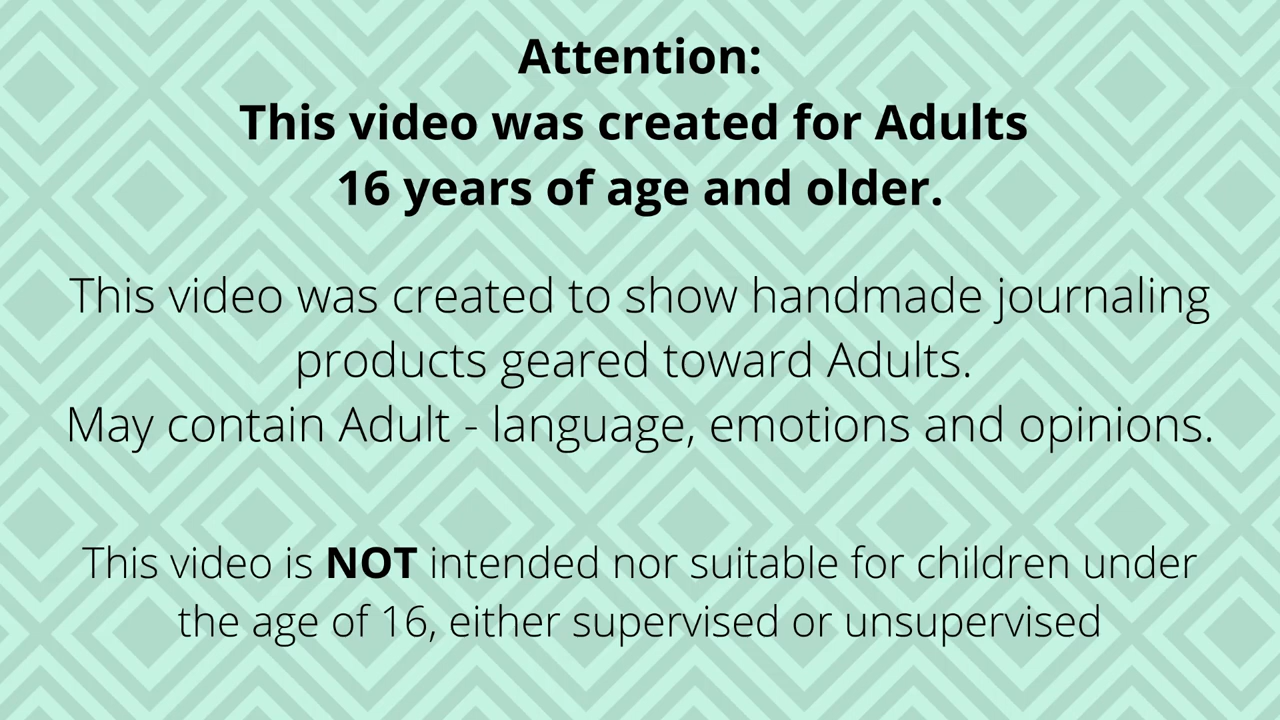 Attention:
This video was created for Adults
16 years of age and older.
This video was created to show handmade journaling
products geared toward Adults.
May contain Adult - language, emotions and opinions.
This video is NOT intended nor suitable for children under
the age of 16, either supervised or unsupervised